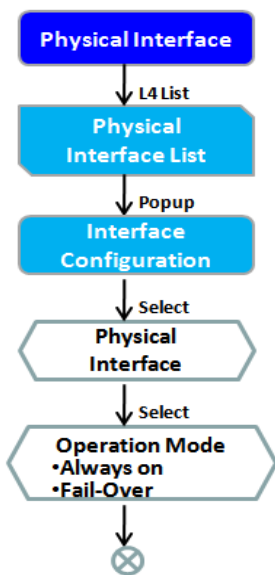 Physical Interface
L4 List
Physical
Interface List
Popup
Interface
Configuration
Select
Physical
Interface
Select
Operation Mode
•Always on
•Fail-Over